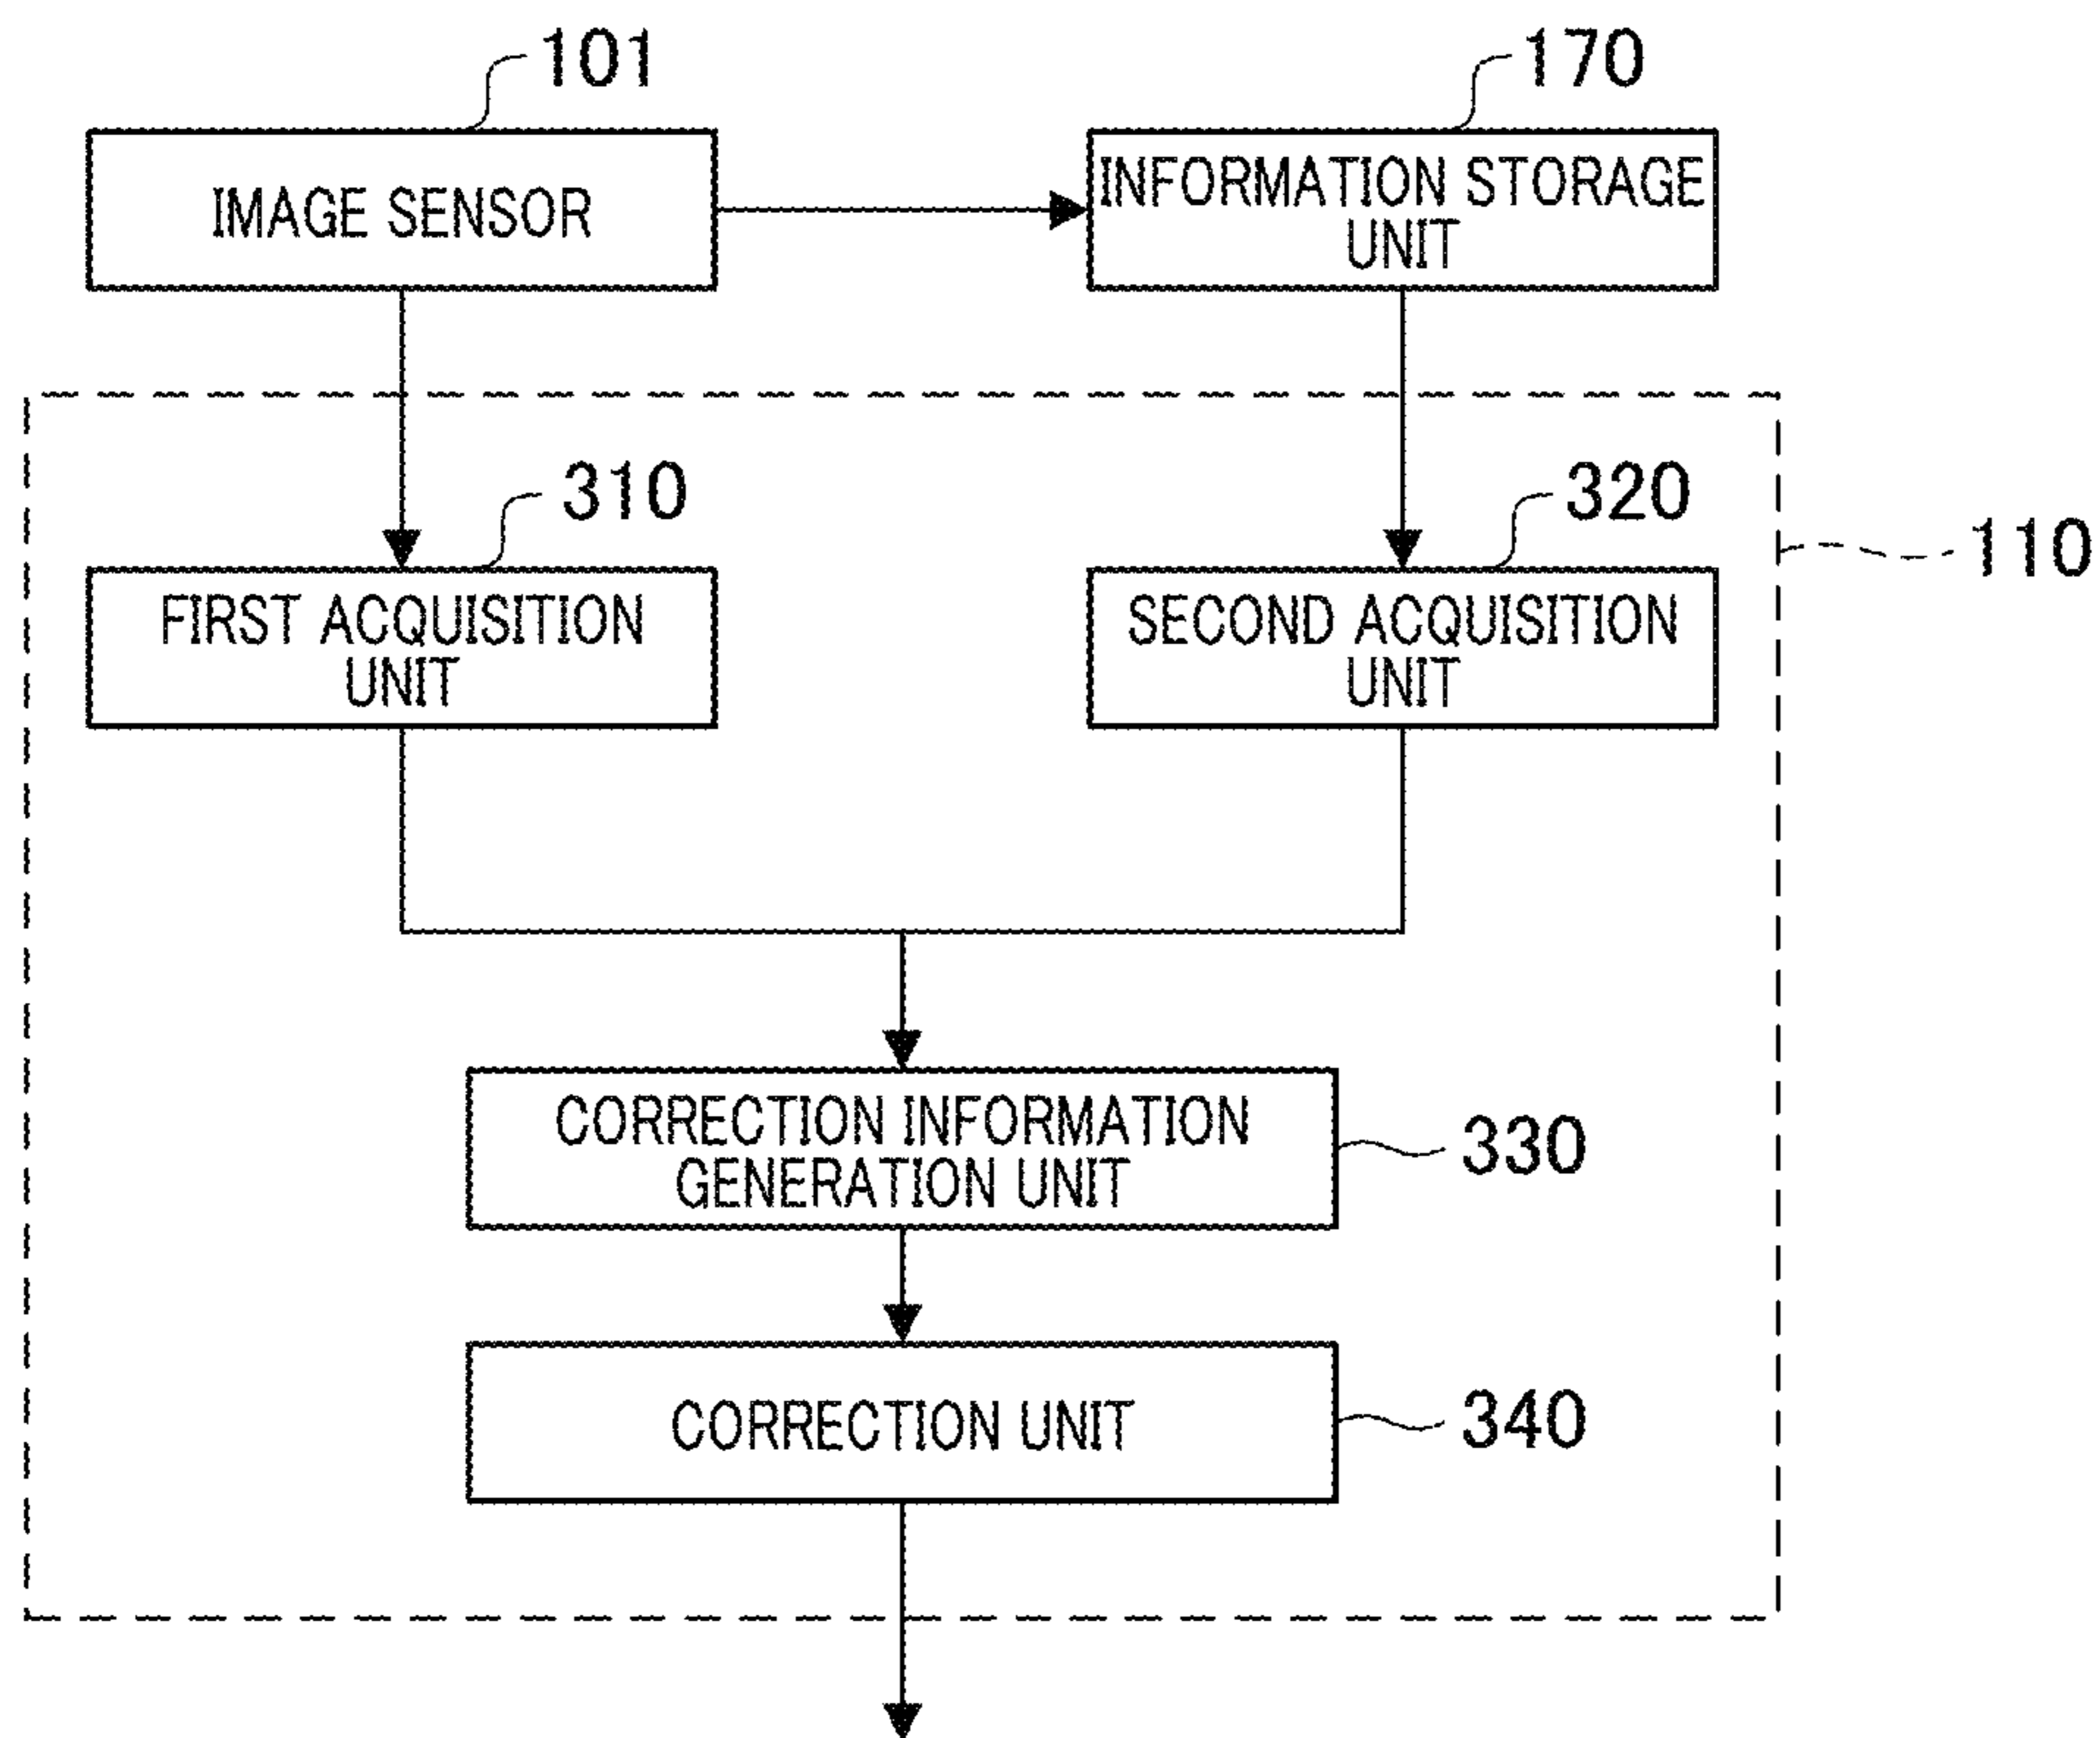 101
170
IMAGE SENSOR
INFORMATION STORAGE
UNIT
310
320
110
FIRST ACQUISITION
UNIT
SECOND ACQUISITION
UNIT
CORRECTION INFORMATION
GENERATION UNIT
330
CORRECTION UNIT
340